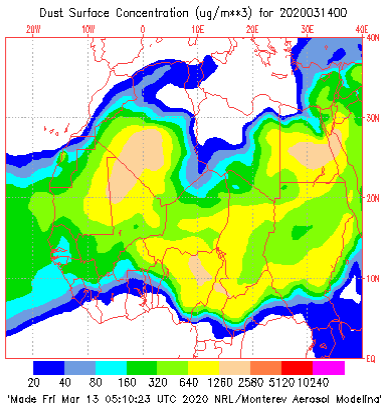 Dust Surface Concentration (ug/m**3) for 2020031400
40N
30N
20N
10N
EQ
20W 10W 0 10E 20E 30E 40E
20 40 80 160 320 640 1260 2580 5120 10240
"Made Fri Mar 13 05:10:23 UTC 2020 NRL/Monterey Aerosol Modeling"